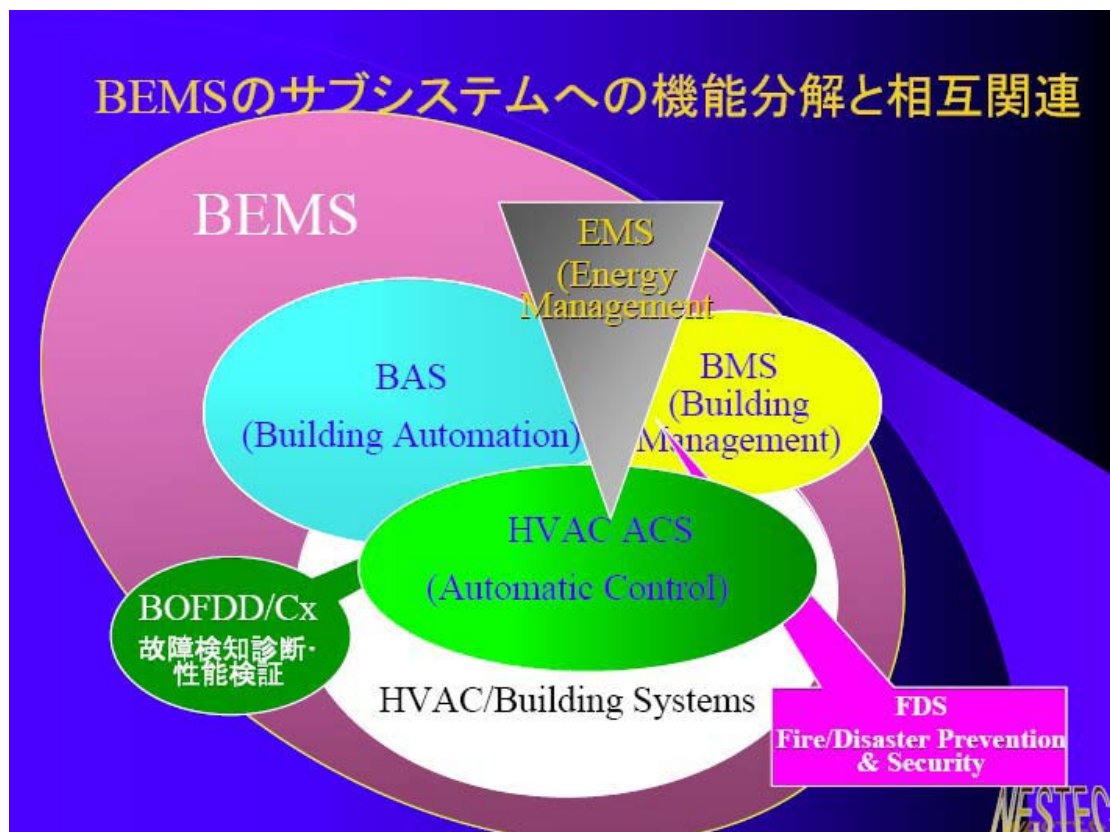 BEMSのサブシステムへの機能分解と相互関連
BEMS
EMS
(Energy
Management
BAS
(Building Automation)
BMS
(Building
Management)
HVAC ACS
(Automatic Control)
BOFDD/Cx
故障検知診断・
性能検証
HVAC/Building Systems
FDS
Fire/Disaster Prevention
& Security
NESTEC